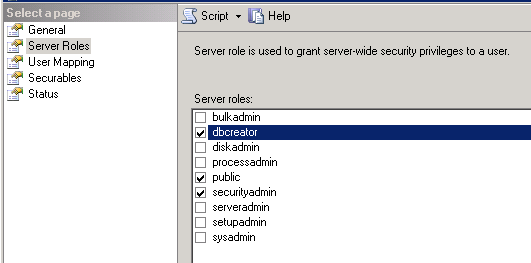 Select a page
General
Server Roles
User Mapping
Securables
Status
Script Help
Server role is used to grant server-wide security privileges to a user.
Server roles:
bulkadmin
dbcreator
diskadmin
processadmin
public
securityadmin
serveradmin
setupadmin
sysadmin